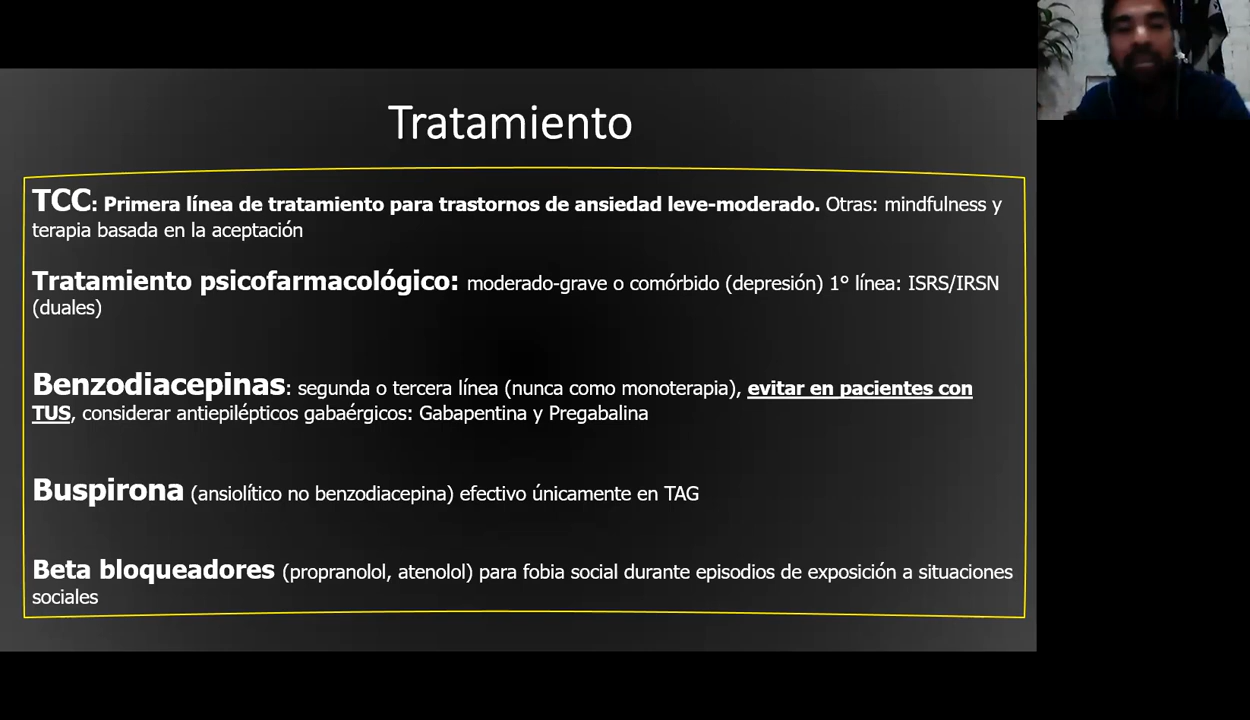 Tratamiento
TCC: Primera línea de tratamiento para trastornos de ansiedad leve-moderado. Otras: mindfulness y
terapia basada en la aceptación
Tratamiento psicofarmacológico: moderado-grave o comórbido (depresión) 1° línea: ISRS/IRSN
(duales)
Benzodiacepinas: segunda o tercera línea (nunca como monoterapia), evitar en pacientes con
TUS, considerar antiepilépticos gabaérgicos: Gabapentina y Pregabalina
Buspirona (ansiolítico no benzodiacepina) efectivo únicamente en TAG
Beta bloqueadores (propranolol, atenolol) para fobia social durante episodios de exposición a situaciones
sociales